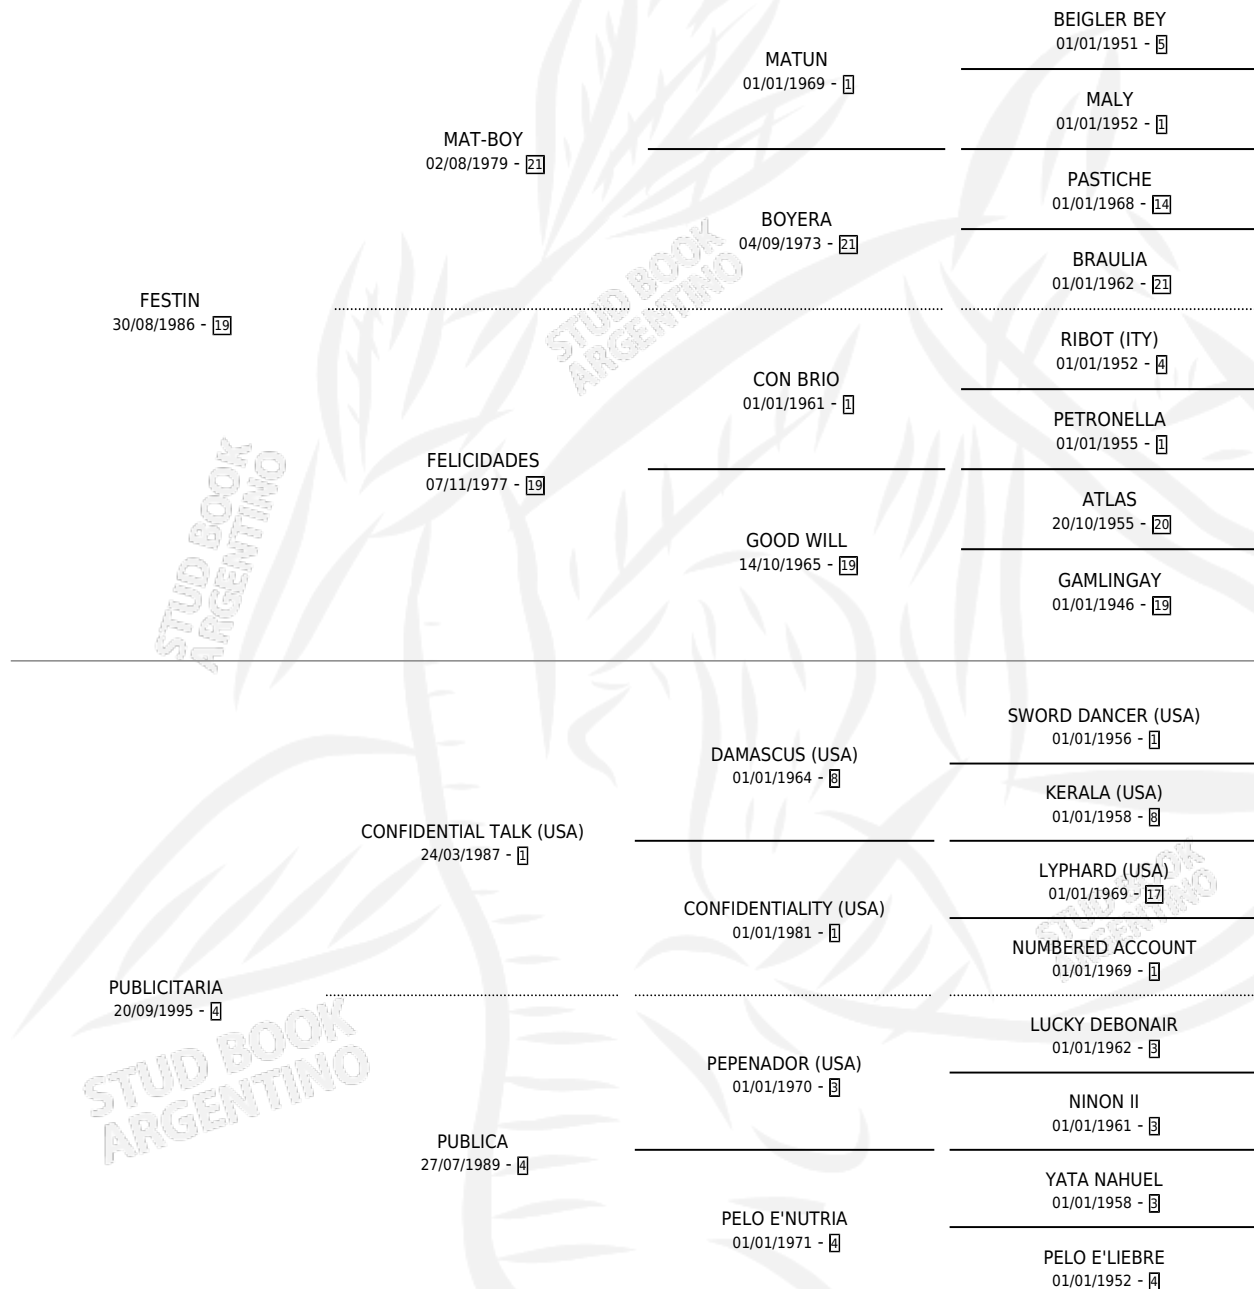 BEIGLER BEY
01/01/1951 - 5
MATUN
01/01/1969 - 1
MALY
01/01/1952 - 1
MAT-BOY
02/08/1979 - 21
PASTICHE
01/01/1968 - 14
BOYERA
04/09/1973 - 21
BRAULIA
01/01/1962 - 21
FESTIN
30/08/1986 - 19
RIBOT (ITY)
01/01/1952 - 4
CON BRIO
01/01/1961 - 1
PETRONELLA
01/01/1955 - 1
FELICIDADES
07/11/1977 - 19
ATLAS
20/10/1955 - 20
GOOD WILL
14/10/1965 - 19
GAMLINGAY
01/01/1946 - 19
SWORD DANCER (USA)
01/01/1956 - 1
DAMASCUS (USA)
01/01/1964 - 8
KERALA (USA)
01/01/1958 - 8
CONFIDENTIAL TALK (USA)
24/03/1987 - 1
LYPHARD (USA)
01/01/1969 - 17
CONFIDENTIALITY (USA)
01/01/1981 - 1
NUMBERED ACCOUNT
01/01/1969 - 1
PUBLICITARIA
20/09/1995 - 4
LUCKY DEBONAIR
01/01/1962 - 3
PEPENADOR (USA)
01/01/1970 - 3
NINON II
01/01/1961 - 3
PUBLICA
27/07/1989 - 4
YATA NAHUEL
01/01/1958 - 3
PELO E'NUTRIA
01/01/1971 - 4
PELO E'LIEBRE
01/01/1952 - 4
STUD BOOK
ARGENTINO
STUD BOOK
ARGENTINO
STUD BOOK
ARGENTINO
STUD BOOK
ARGENTINO